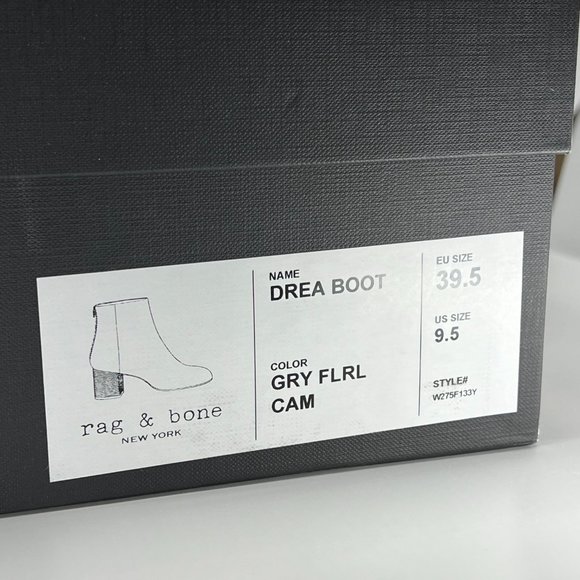 rag & bone
NEW YORK
NAME
DREA BOOT
COLOR
GRY FLRL
CAM
EU SIZE
39.5
US SIZE
9.5
STYLE#
W275F133Y